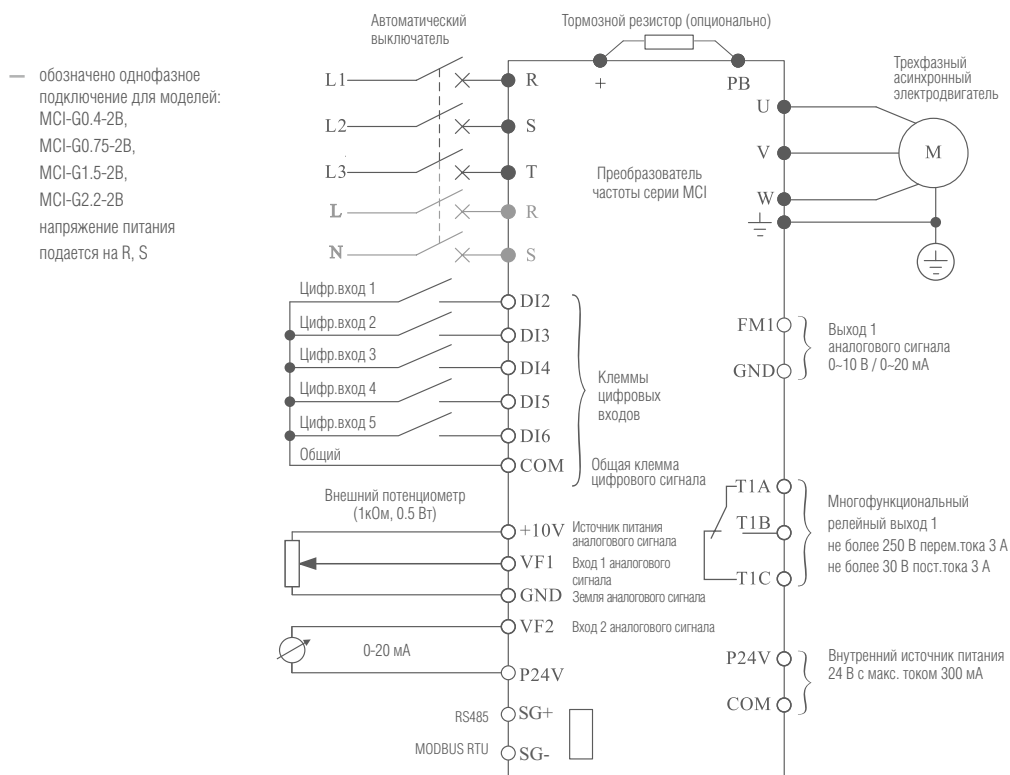 Автоматический
выключатель
Тормозной резистор (опционально)
— обозначено однофазное
подключение для моделей:
MCI-G0.4-2B,
MCI-G0.75-2B,
MCI-G1.5-2B,
MCI-G2.2-2B
напряжение питания
подается на R, S
L1
R
L2
S
L3
T
L
R
N
S
+
PB
Трехфазный
асинхронный
электродвигатель
U
V
W
M
Преобразователь
частоты серии MCI
Цифр.вход 1
DI2
Цифр.вход 2
DI3
Цифр.вход 3
DI4
Цифр.вход 4
DI5
Цифр.вход 5
DI6
Общий
COM
Клеммы
цифровых
входов
Общая клемма
цифрового сигнала
FM1
GND
Выход 1
аналогового сигнала
0~10 В / 0~20 мА
Внешний потенциометр
(1кОм, 0.5 Вт)
+10V
Источник питания
аналогового сигнала
VF1
Вход 1 аналогового
сигнала
GND
Земля аналогового сигнала
VF2
Вход 2 аналогового сигнала
0-20 мА
P24V
RS485
SG+
MODBUS RTU
SG-
T1A
T1B
T1C
Многофункциональный
релейный выход 1
не более 250 В перем.тока 3 А
не более 30 В пост.тока 3 А
P24V
COM
Внутренний источник питания
24 В с макс. током 300 мА